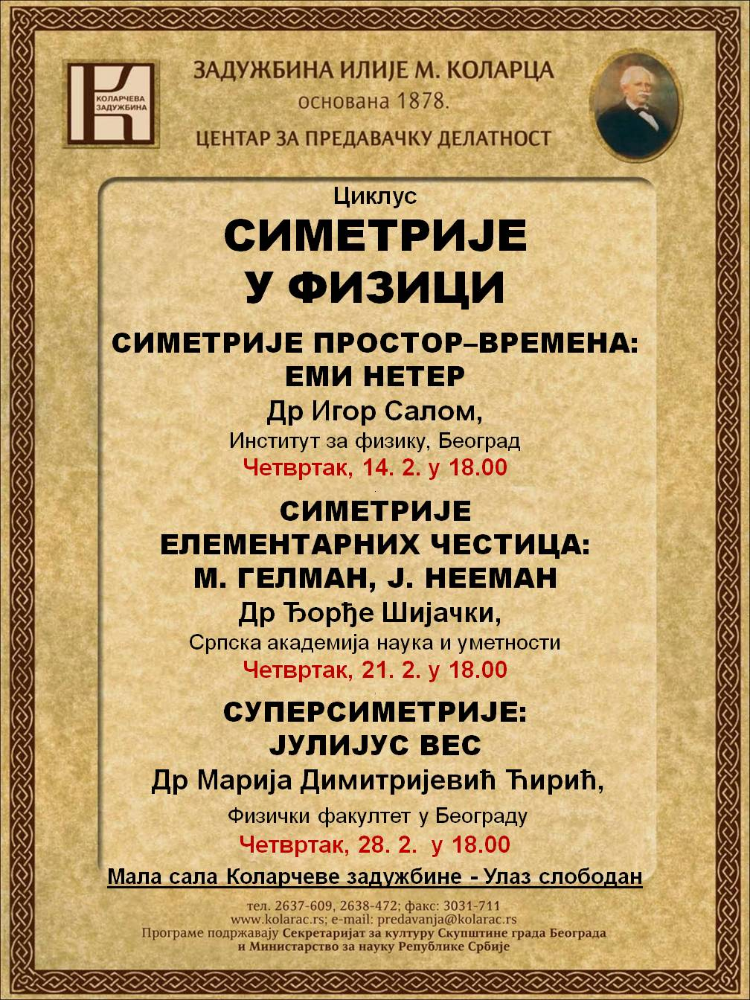 КОЛАРЧЕВА
ЗАДУЖБИНА
ЗАДУЖБИНА ИЛИЈЕ М. КОЛАРЦА
основана 1878.
ЦЕНТАР ЗА ПРЕДАВАЧКУ ДЕЛАТНОСТ
Циклус
СИМЕТРИЈЕ
У ФИЗИЦИ
СИМЕТРИЈЕ ПРОСТОР–ВРЕМЕНА:
ЕМИ НЕТЕР
Др Игор Салом,
Институт за физику, Београд
Четвртак, 14. 2. у 18.00
СИМЕТРИЈЕ
ЕЛЕМЕНТАРНИХ ЧЕСТИЦА:
М. ГЕЛМАН, Ј. НЕЕМАН
Др Ђорђе Шијачки,
Српска академија наука и уметности
Четвртак, 21. 2. у 18.00
СУПЕРСИМЕТРИЈЕ:
ЈУЛИЈУС ВЕС
Др Марија Димитријевић Ћирић,
Физички факултет у Београду
Четвртак, 28. 2. у 18.00
Мала сала Коларчеве задужбине - Улаз слободан
тел. 2637-609, 2638-472; факс: 3031-711
www.kolarac.rs; e-mail: predavanja@kolarac.rs
Програме подржавају Секретаријат за културу Скупштине града Београда
и Министарство за науку Републике Србије